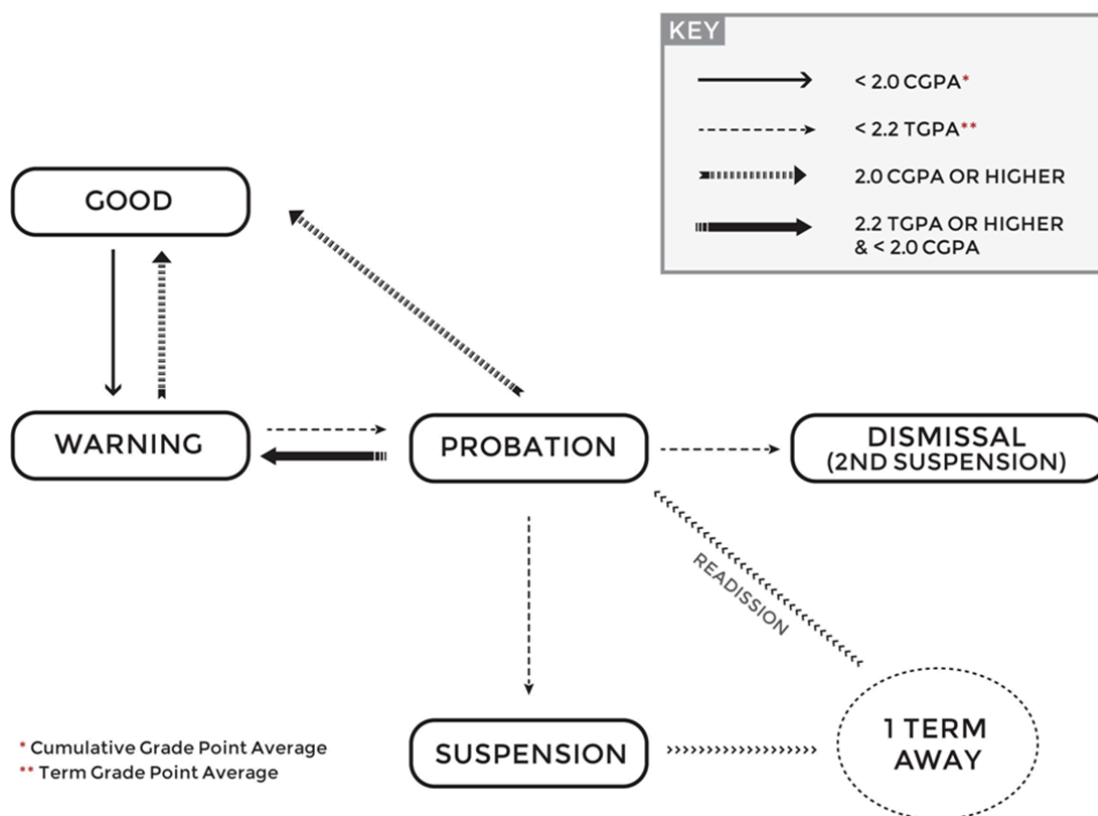 KEY
< 2.0 CGPA*
< 2.2 TGPA**
2.0 CGPA OR HIGHER
2.2 TGPA OR HIGHER
& < 2.0 CGPA
GOOD
WARNING
PROBATION
DISMISSAL
(2ND SUSPENSION)
READISSION
SUSPENSION
1 TERM
AWAY
* Cumulative Grade Point Average
** Term Grade Point Average